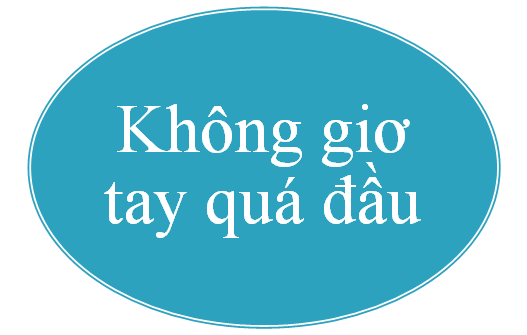 Không giơ
tay quá đầu